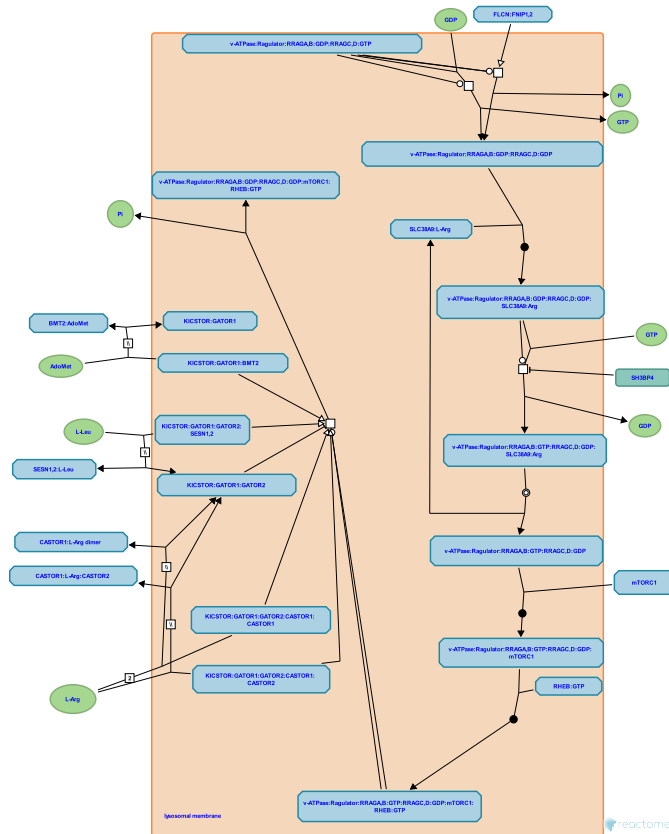 GDP
FLCN:FNIP1,2
v-ATPase:Ragulator:RRAGA,B:GDP:RRAGC,D:GTP
Pi
GTP
v-ATPase:Ragulator:RRAGA,B:GDP:RRAGC,D:GDP
v-ATPase:Ragulator:RRAGA,B:GDP:RRAGC,D:GDP:mTORC1:
RHEB:GTP
Pi
SLC38A9:L-Arg
v-ATPase:Ragulator:RRAGA,B:GDP:RRAGC,D:GDP:
SLC38A9:Arg
BMT2:AdoMet
KICSTOR:GATOR1
GTP
AdoMet
KICSTOR:GATOR1:BMT2
SH3BP4
L-Leu
KICSTOR:GATOR1:GATOR2:
SESN1,2
GDP
v-ATPase:Ragulator:RRAGA,B:GTP:RRAGC,D:GDP:
SLC38A9:Arg
SESN1,2:L-Leu
KICSTOR:GATOR1:GATOR2
CASTOR1:L-Arg dimer
v-ATPase:Ragulator:RRAGA,B:GTP:RRAGC,D:GDP
CASTOR1:L-Arg:CASTOR2
mTORC1
KICSTOR:GATOR1:GATOR2:CASTOR1:
CASTOR1
v-ATPase:Ragulator:RRAGA,B:GTP:RRAGC,D:GDP:
mTORC1
KICSTOR:GATOR1:GATOR2:CASTOR1:
CASTOR2
2
RHEB:GTP
L-Arg
v-ATPase:Ragulator:RRAGA,B:GTP:RRAGC,D:GDP:mTORC1:
RHEB:GTP
lysosomal membrane
reactome